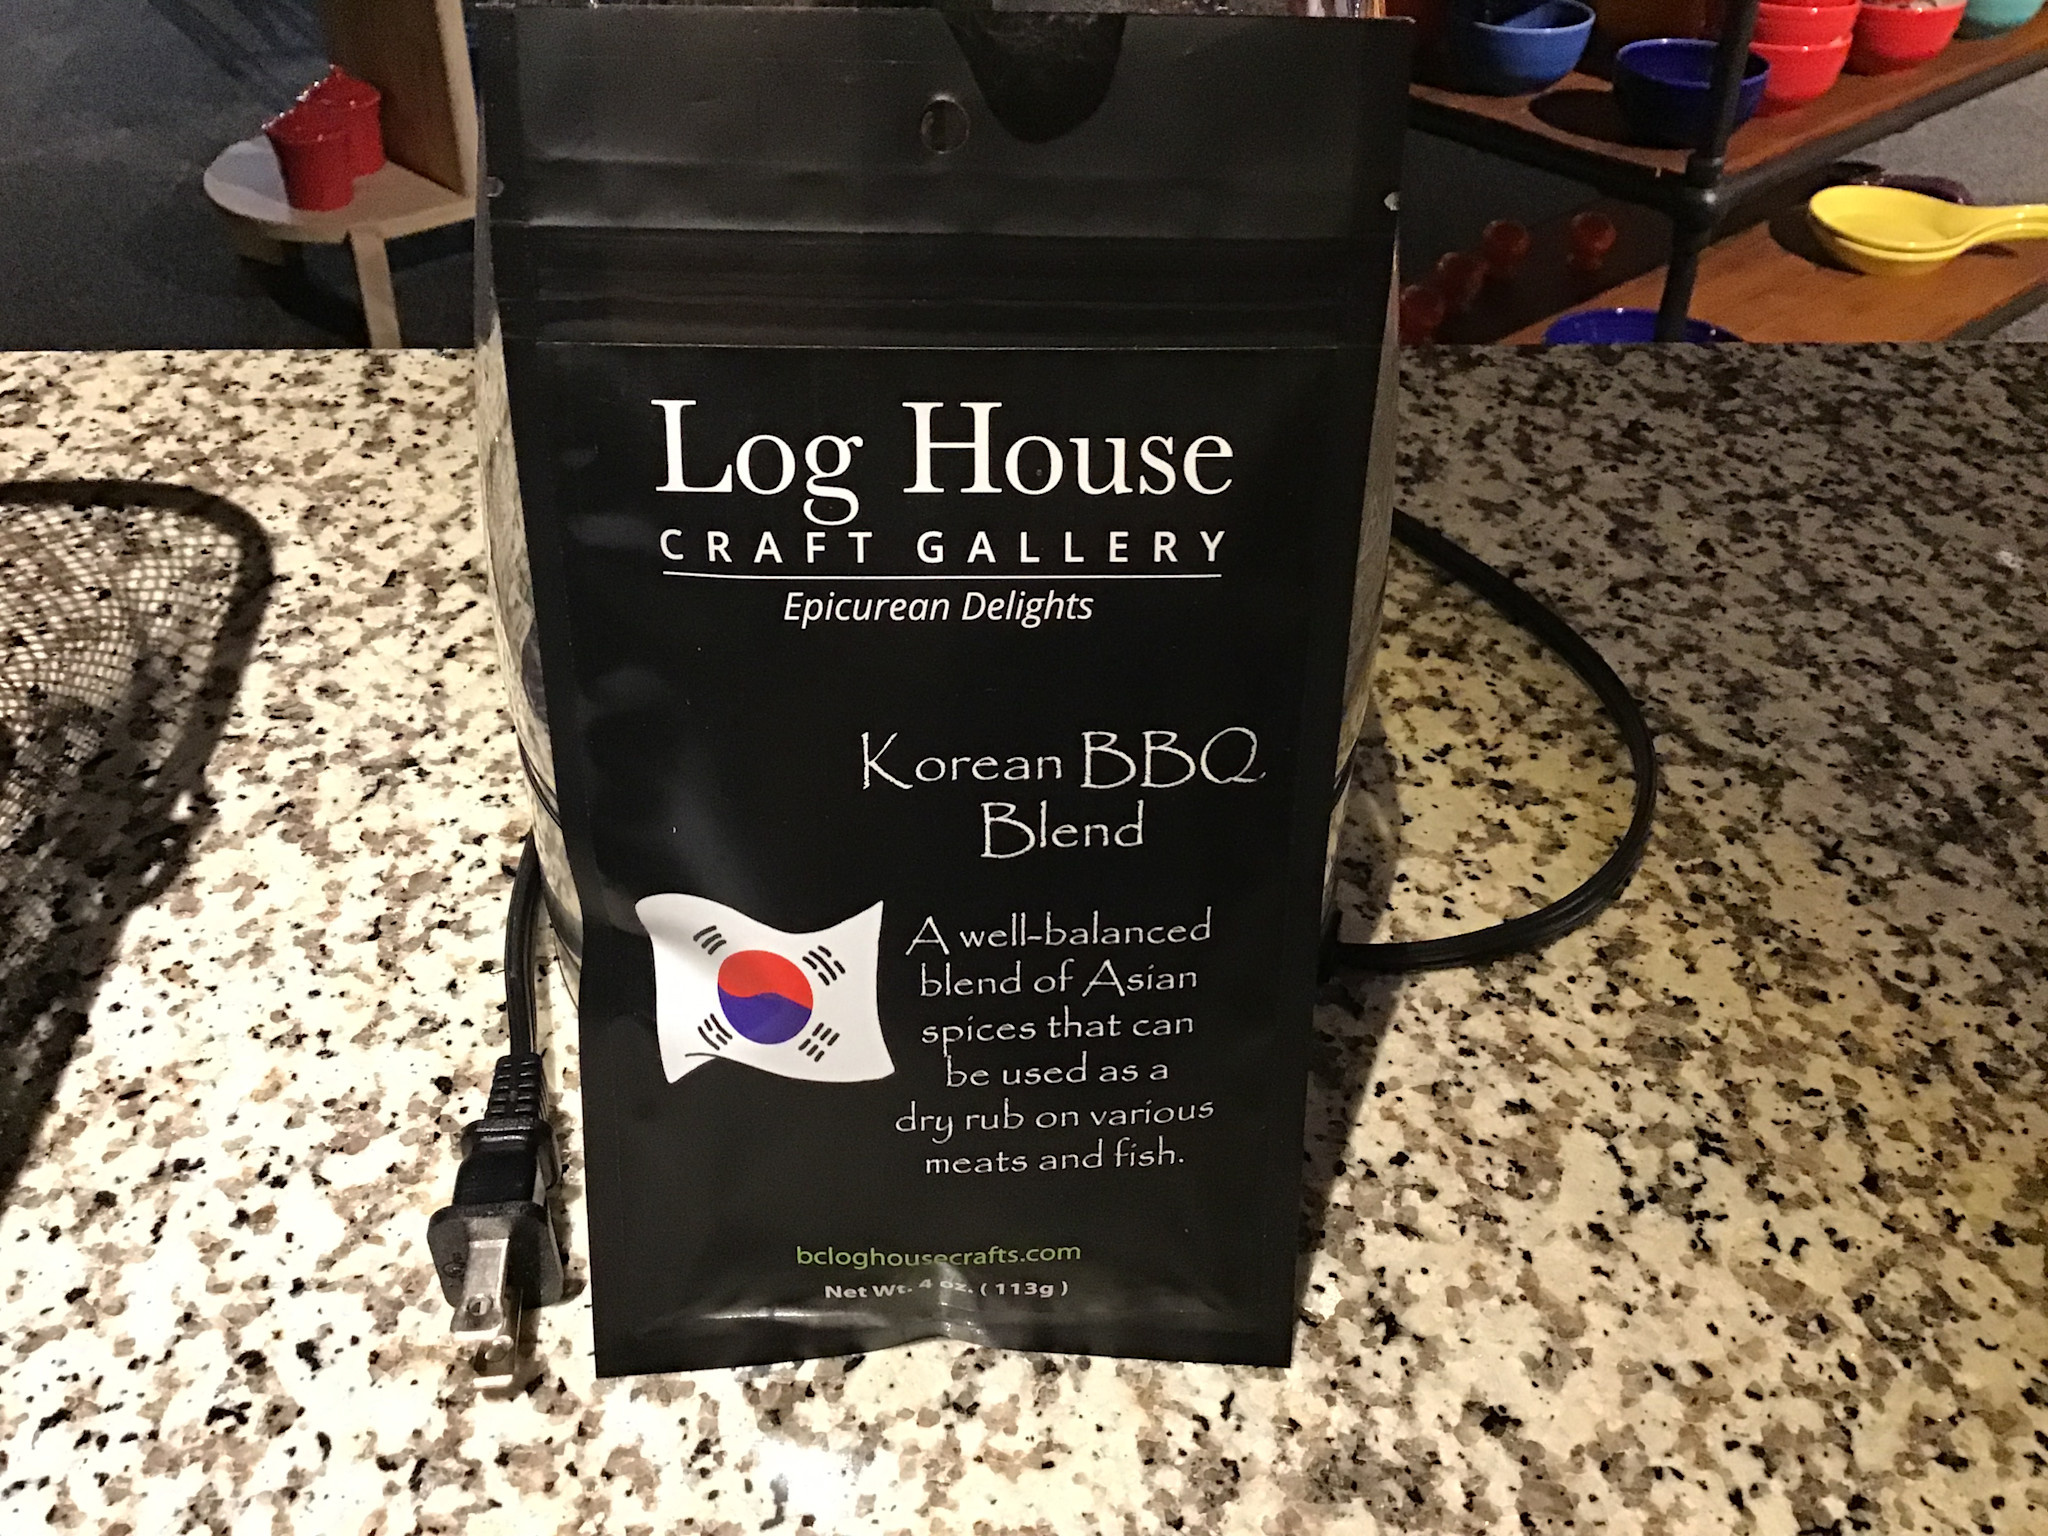 Log House
CRAFT GALLERY
Epicurean Delights
Korean BBQ
Blend
A well-balanced
blend of Asian
spices that can
be used as a
dry rub on various
meats and fish.
bcloghousecrafts.com
Net Wt. 4 oz. ( 113g )